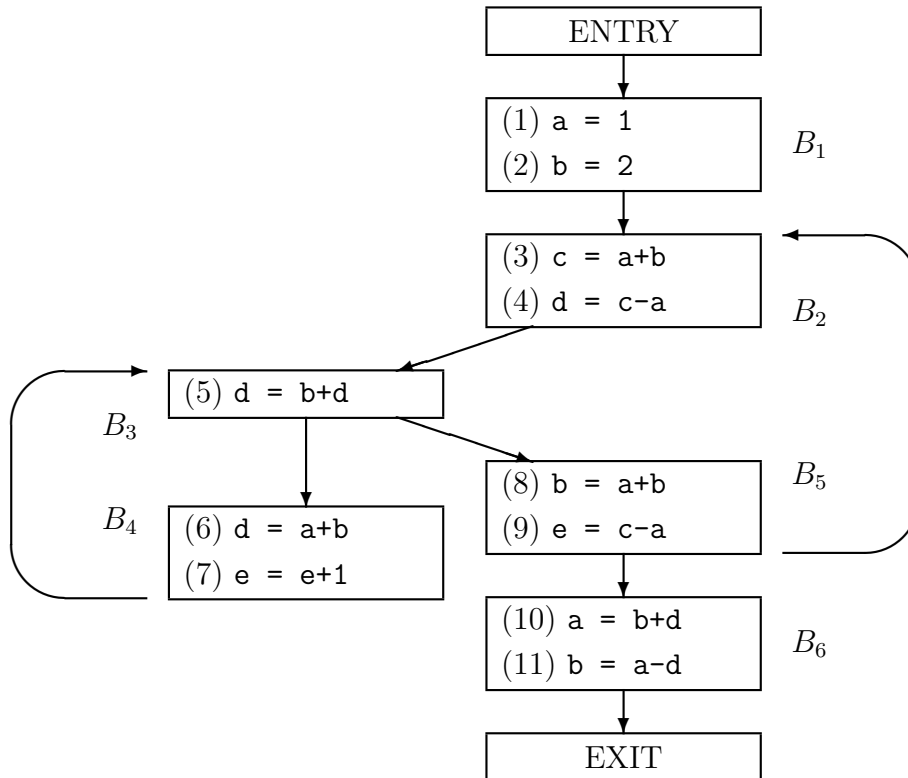 ENTRY
(1) a = 1
(2) b = 2
B₁
(3) c = a+b
(4) d = c-a
B₂
(5) d = b+d
B₃
(8) b = a+b
(9) e = c-a
B₅
B₄
(6) d = a+b
(7) e = e+1
(10) a = b+d
(11) b = a-d
B₆
EXIT